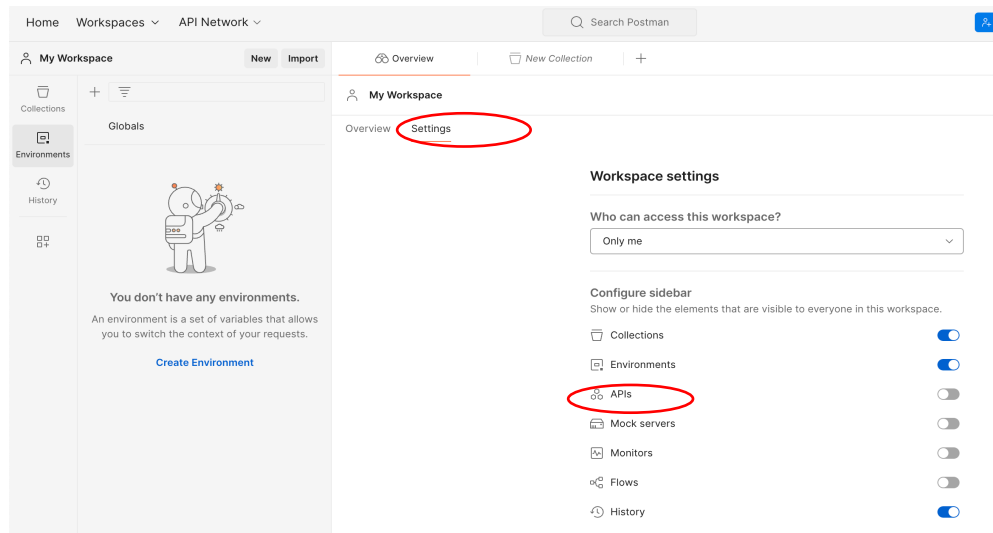 Home Workspaces API Network Search Postman
My Workspace New Import Overview New Collection
My Workspace
Collections
Globals
Overview Settings
Environments
Workspace settings
History
Who can access this workspace?
Only me
You don't have any environments.
An environment is a set of variables that allows
you to switch the context of your requests.
Create Environment
Configure sidebar
Show or hide the elements that are visible to everyone in this workspace.
Collections
Environments
APIs
Mock servers
Monitors
Flows
History